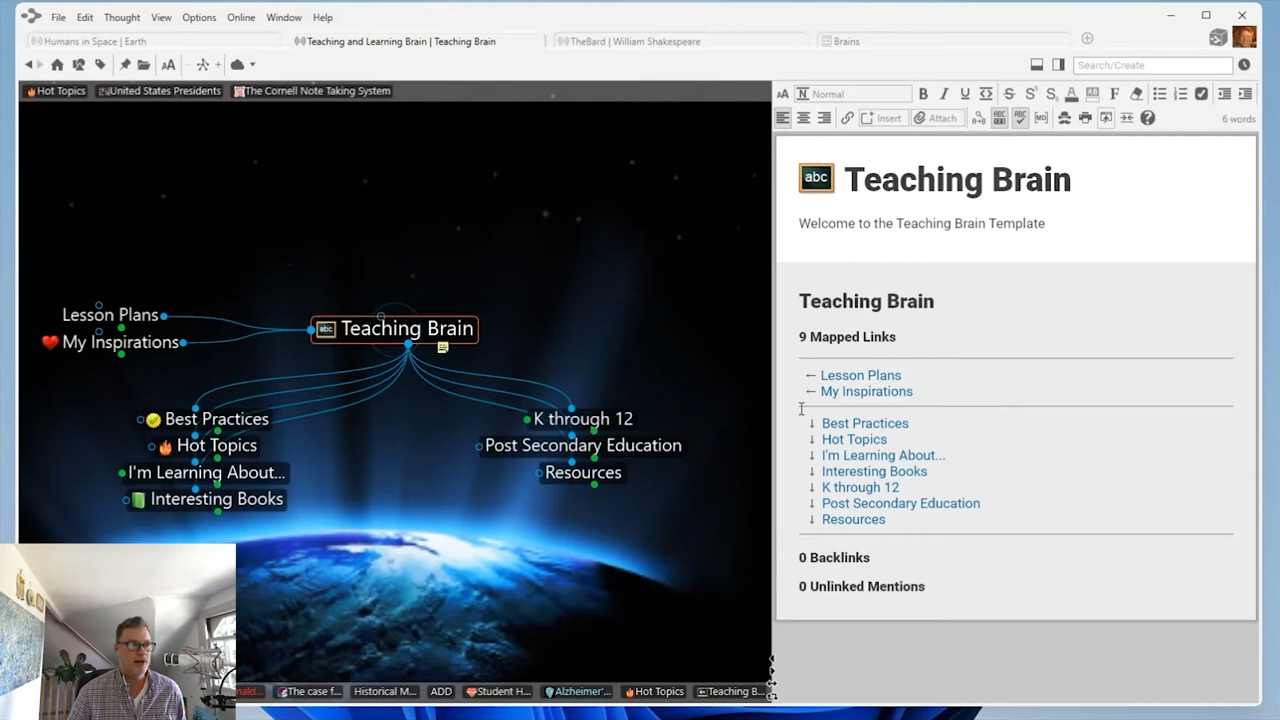 File Edit Thought View Options Online Window Help
Humans in Space | Earth
Teaching and Learning Brain | Teaching Brain
TheBard | William Shakespeare
Brains
Search/Create
Hot Topics
United States Presidents
The Cornell Note Taking System
Normal
Insert
Attach
6 words
abc Teaching Brain
Welcome to the Teaching Brain Template
Teaching Brain
9 Mapped Links
← Lesson Plans
← My Inspirations
↓ Best Practices
↓ Hot Topics
↓ I'm Learning About...
↓ Interesting Books
↓ K through 12
↓ Post Secondary Education
↓ Resources
0 Backlinks
0 Unlinked Mentions
Lesson Plans
My Inspirations
abc Teaching Brain
Best Practices
Hot Topics
I'm Learning About...
Interesting Books
K through 12
Post Secondary Education
Resources
nald...
The case f...
Historical M...
ADD
Student H...
Alzheimer'...
Hot Topics
Teaching B...